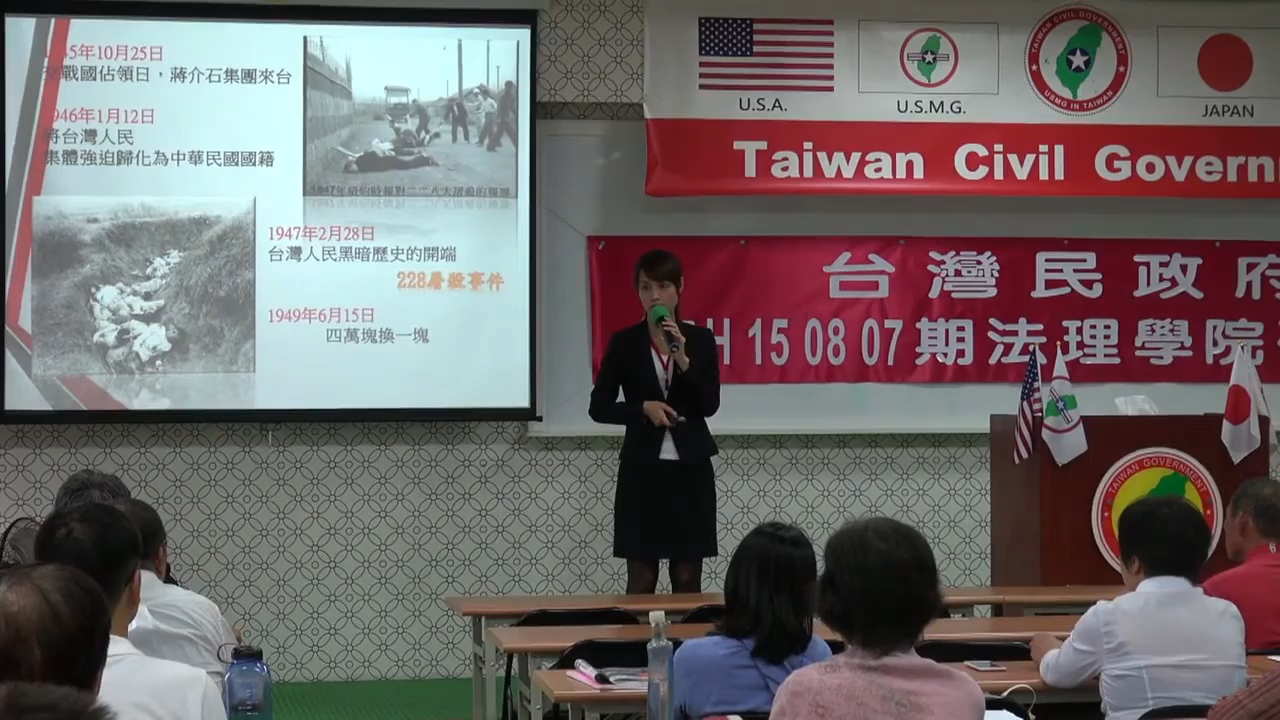 45年10月25日
交戰國佔領日,蔣介石集團來台
946年1月12日
將台灣人民
集體強迫歸化為中華民國國籍
1947年2月28日
台灣人民黑暗歷史的開端
228屠殺事件
1949年6月15日
四萬塊換一塊
U.S.A.
U.S.M.G.
TAIWAN CIVIL GOVERNMENT
USMG IN TAIWAN
JAPAN
Taiwan Civil Governm
台灣民政府
H 15 08 07期法理學院
TAIWAN GOVERNMENT